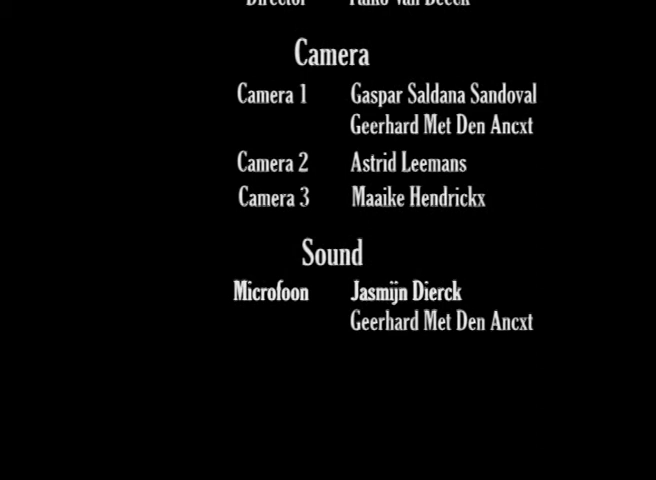 Director
Camera
Camera 1 Gaspar Saldana Sandoval
Geerhard Met Den Ancxt
Camera 2 Astrid Leemans
Camera 3 Maaike Hendrickx
Sound
Microfoon Jasmijn Dierck
Geerhard Met Den Ancxt